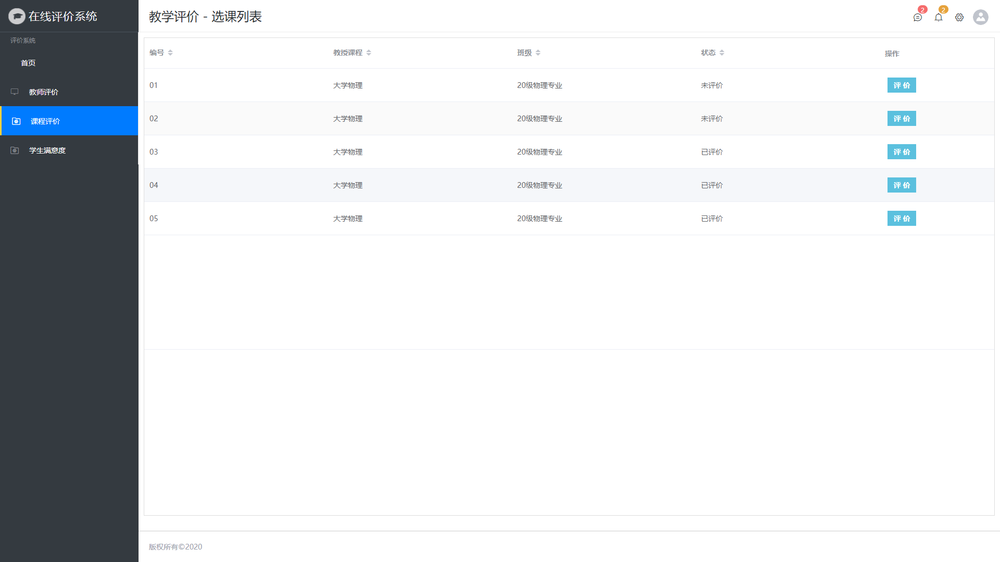 在线评价系统
教学评价 - 选课列表
2
2
评价系统
首页
教师评价
课程评价
学生满意度
编号 教授课程 班级 状态 操作
01 大学物理 20级物理专业 未评价 评 价
02 大学物理 20级物理专业 未评价 评 价
03 大学物理 20级物理专业 已评价 评 价
04 大学物理 20级物理专业 已评价 评 价
05 大学物理 20级物理专业 已评价 评 价
版权所有©2020